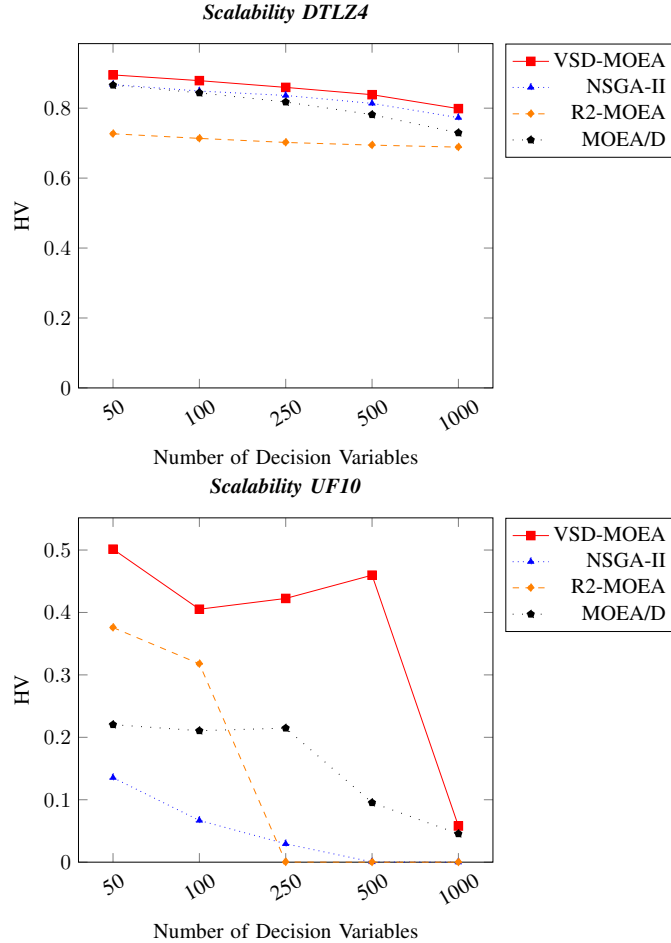 Scalability DTLZ4
VSD-MOEA
NSGA-II
R2-MOEA
MOEA/D
HV
0.8
0.6
0.4
0.2
0
50
100
250
500
1000
Number of Decision Variables
Scalability UF10
VSD-MOEA
NSGA-II
R2-MOEA
MOEA/D
HV
0.5
0.4
0.3
0.2
0.1
0
50
100
250
500
1000
Number of Decision Variables